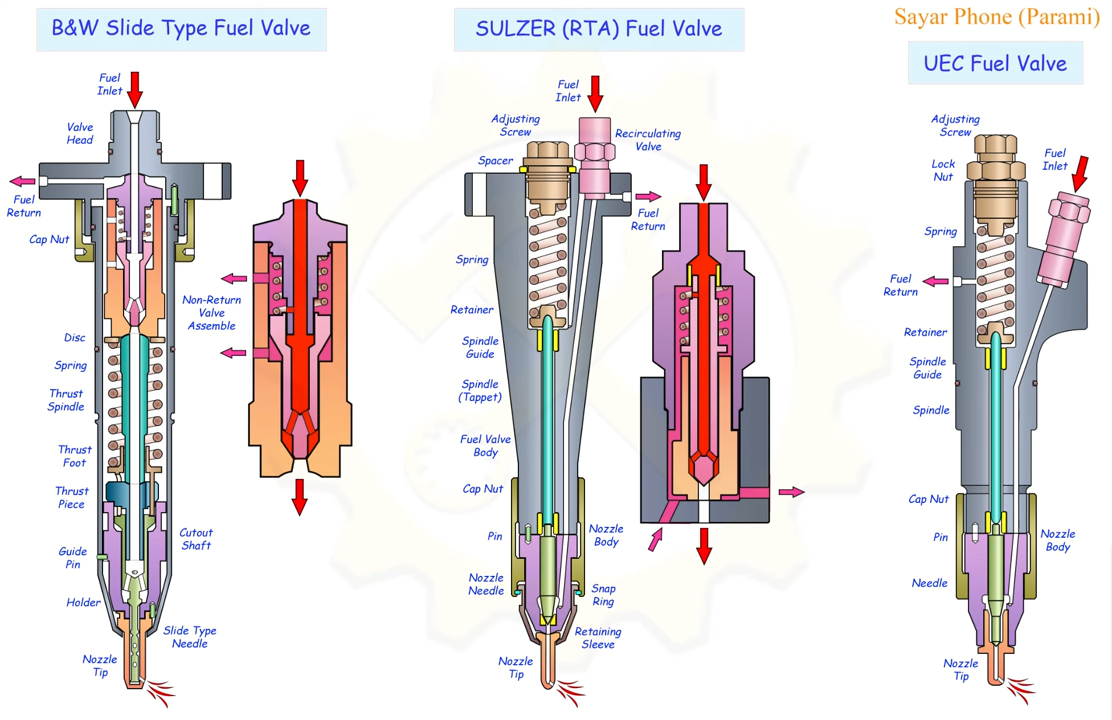 B&W Slide Type Fuel Valve
Fuel
Inlet
Valve
Head
Fuel
Return
Cap Nut
Non-Return
Valve
Assemble
Disc
Spring
Thrust
Spindle
Thrust
Foot
Thrust
Piece
Cutout
Shaft
Guide
Pin
Holder
Slide Type
Needle
Nozzle
Tip
SULZER (RTA) Fuel Valve
Fuel
Inlet
Adjusting
Screw
Recirculating
Valve
Spacer
Fuel
Return
Spring
Retainer
Spindle
Guide
Spindle
(Tappet)
Fuel Valve
Body
Cap Nut
Pin
Nozzle
Body
Nozzle
Needle
Snap
Ring
Retaining
Sleeve
Nozzle
Tip
Sayar Phone (Parami)
UEC Fuel Valve
Adjusting
Screw
Lock
Nut
Fuel
Inlet
Spring
Fuel
Return
Retainer
Spindle
Guide
Spindle
Cap Nut
Pin
Nozzle
Body
Needle
Nozzle
Tip